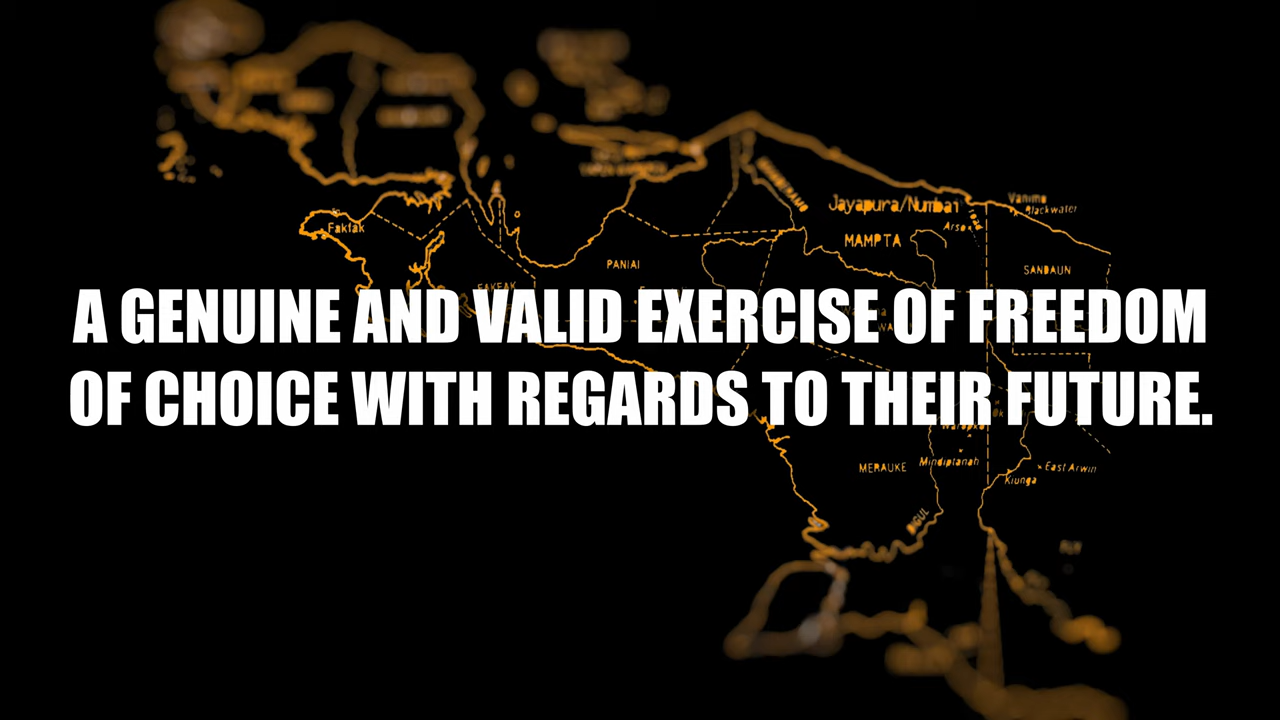 Jayapura/Numbai
Vanimo
Blackwater
Fakfak
MAMPTA
PANIAI
SANDAUN
FAKFAK
A GENUINE AND VALID EXERCISE OF FREEDOM
OF CHOICE WITH REGARDS TO THEIR FUTURE.
MERAUKE
Mindiptanah
East Arwin
Kiunga